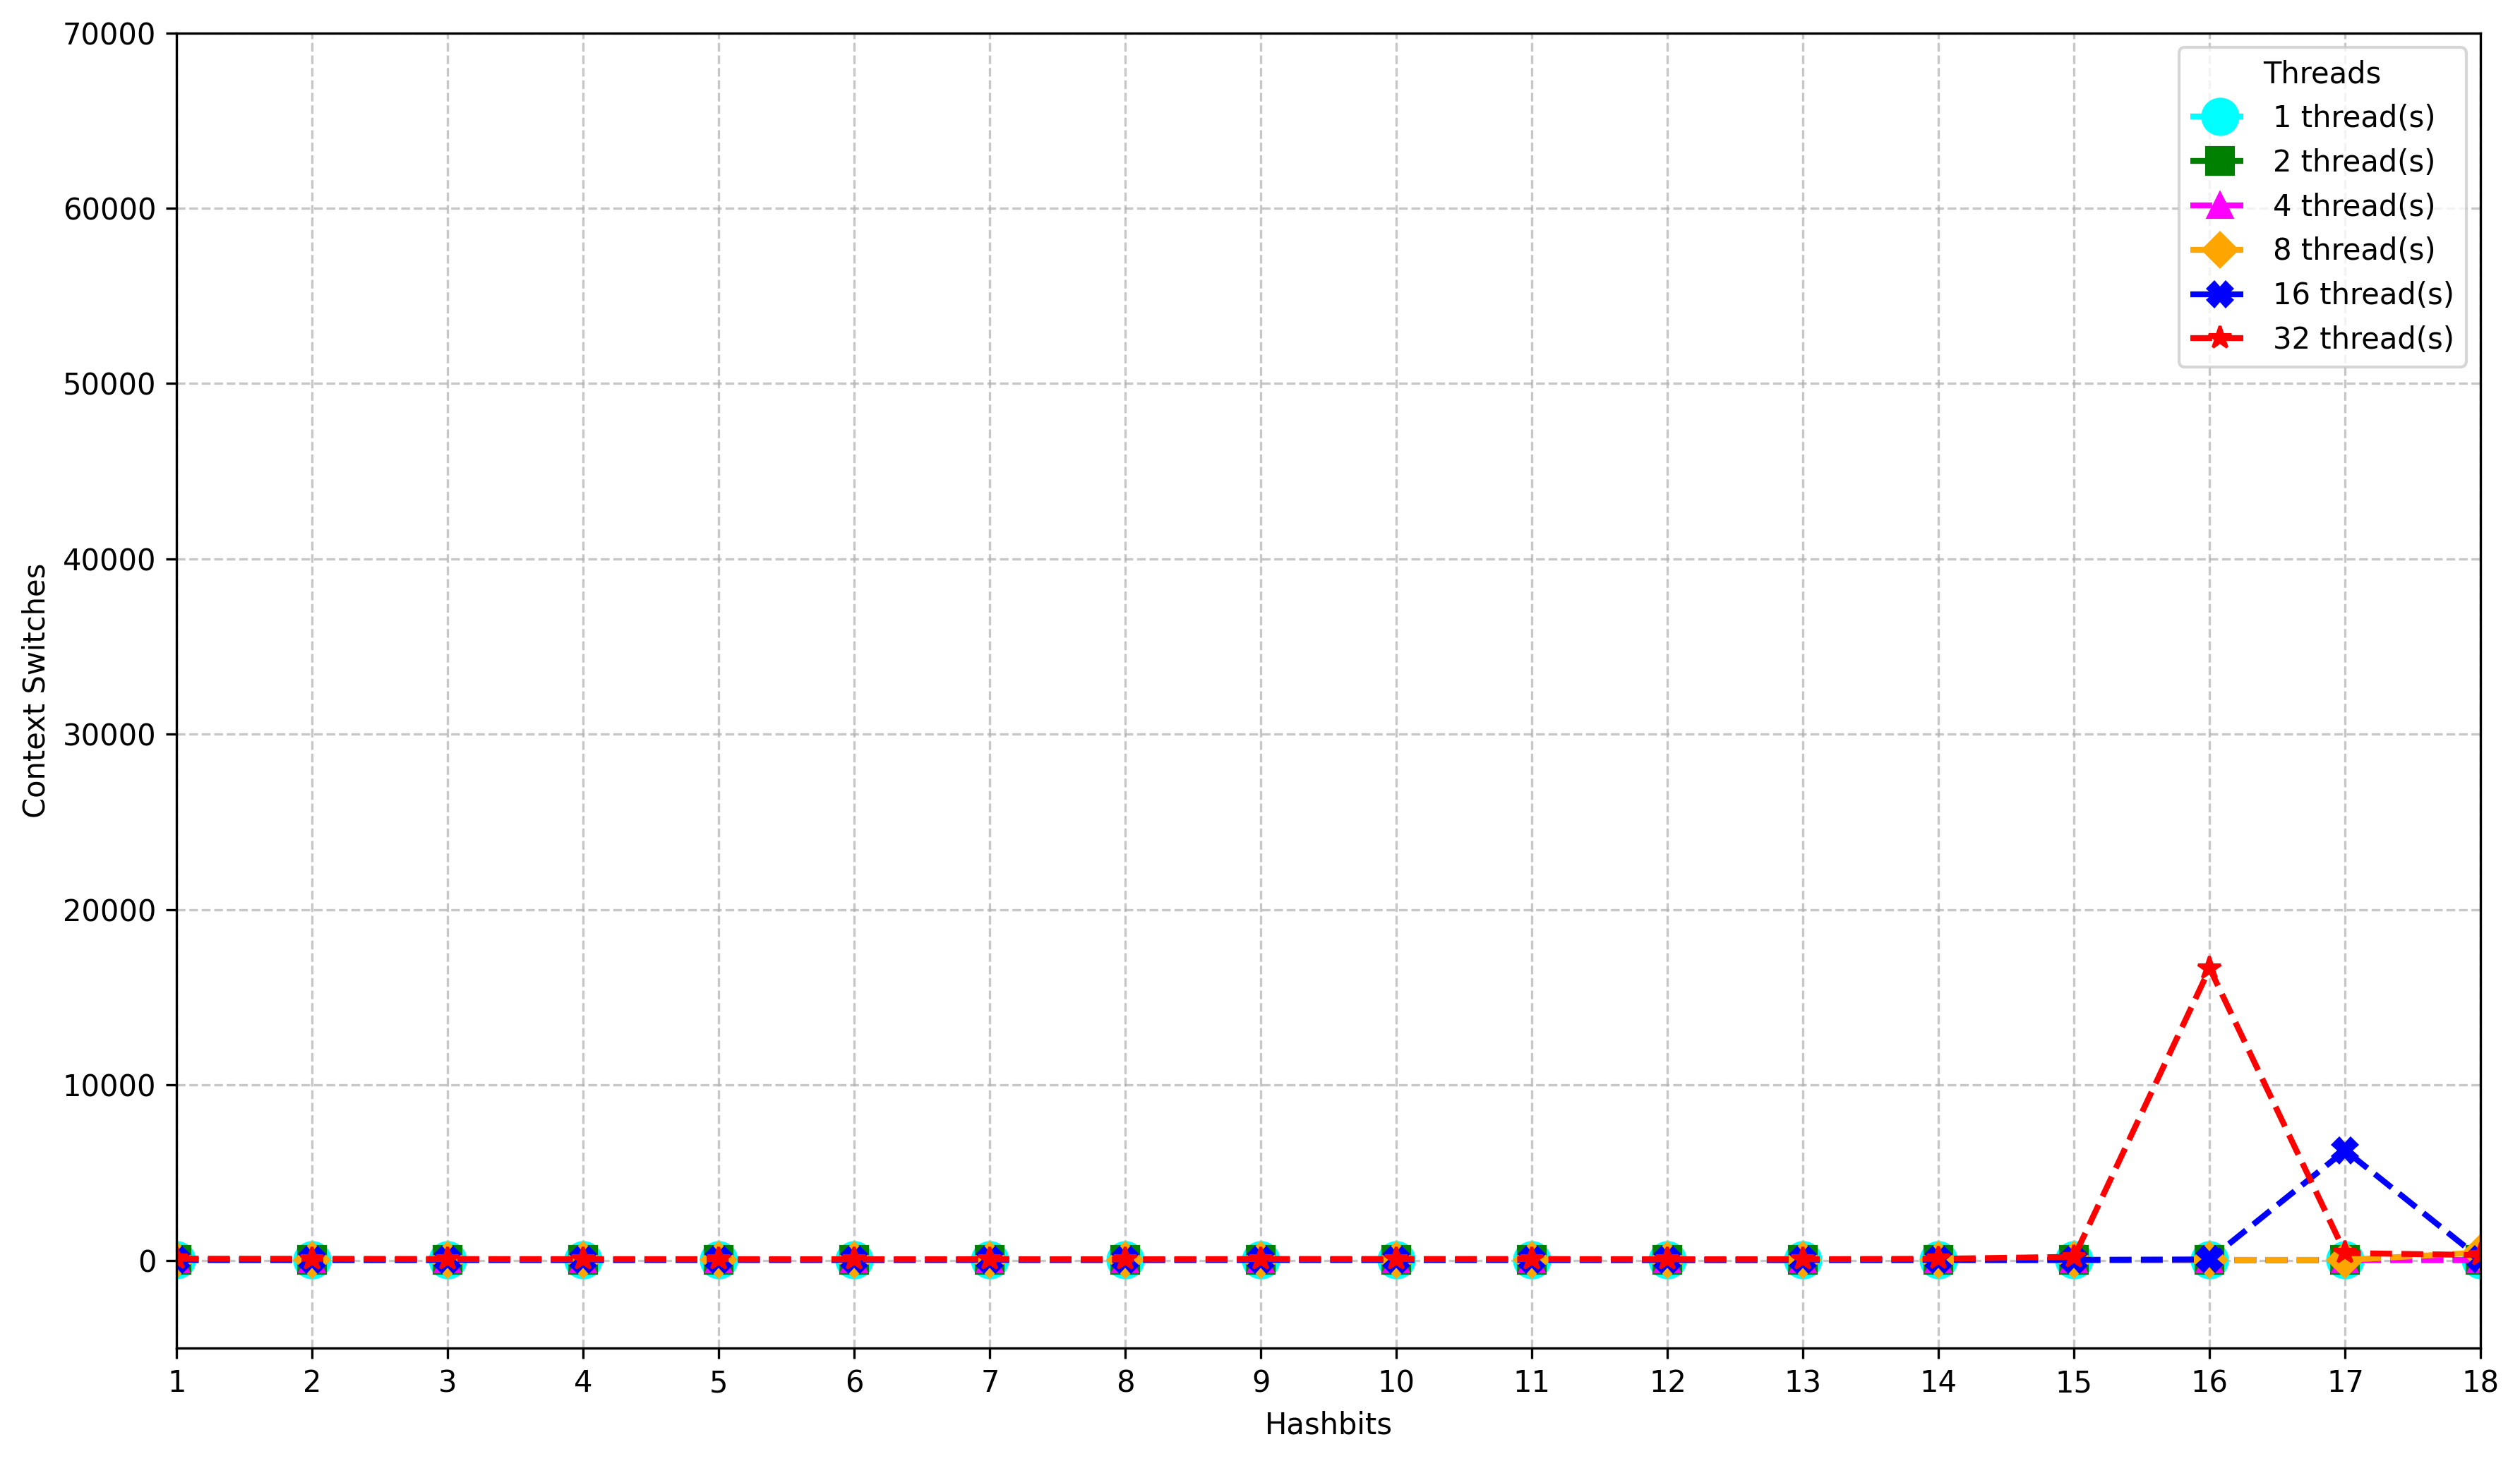 70000
60000
50000
40000
30000
20000
10000
0
Context Switches
Threads
1 thread(s)
2 thread(s)
4 thread(s)
8 thread(s)
16 thread(s)
32 thread(s)
1 2 3 4 5 6 7 8 9 10 11 12 13 14 15 16 17 18
Hashbits